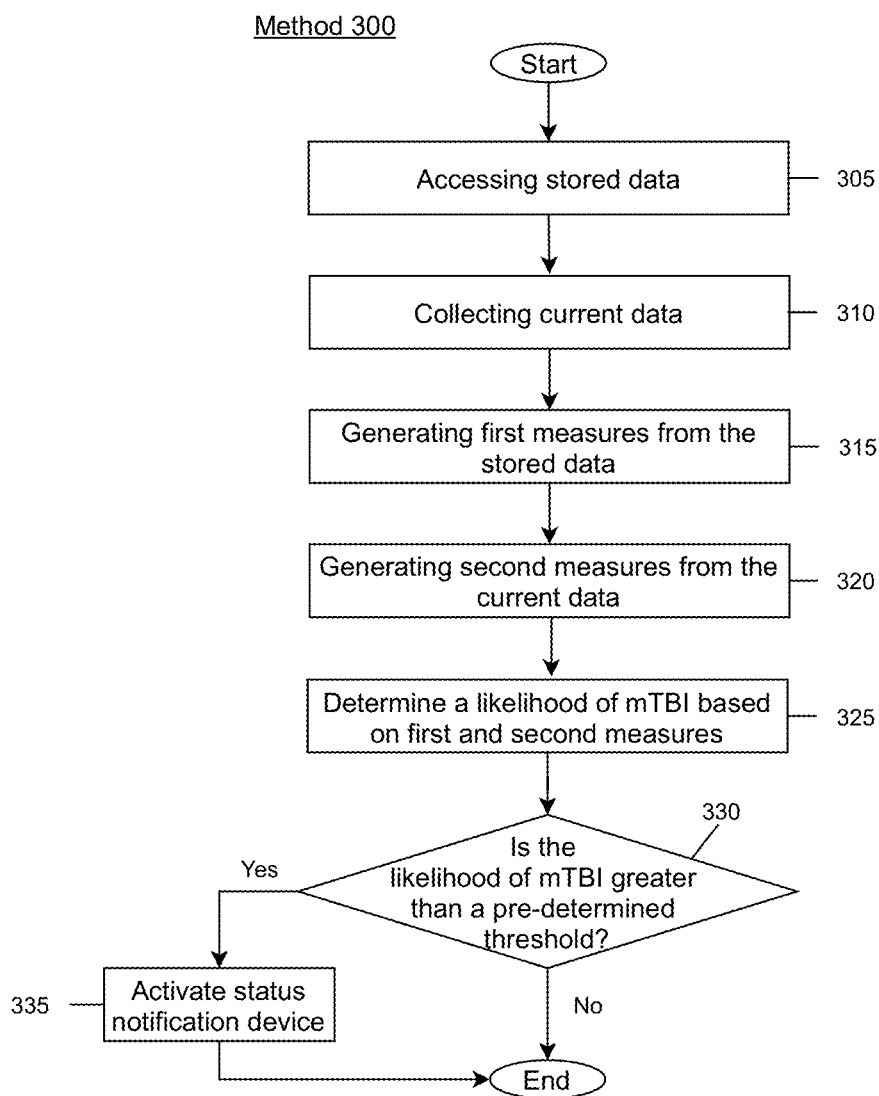 Method 300
Start
Accessing stored data
305
Collecting current data
310
Generating first measures from the
stored data
315
Generating second measures from the
current data
320
Determine a likelihood of mTBI based
on first and second measures
325
330
Is the
likelihood of mTBI greater
than a pre-determined
threshold?
Yes
335
Activate status
notification device
No
End